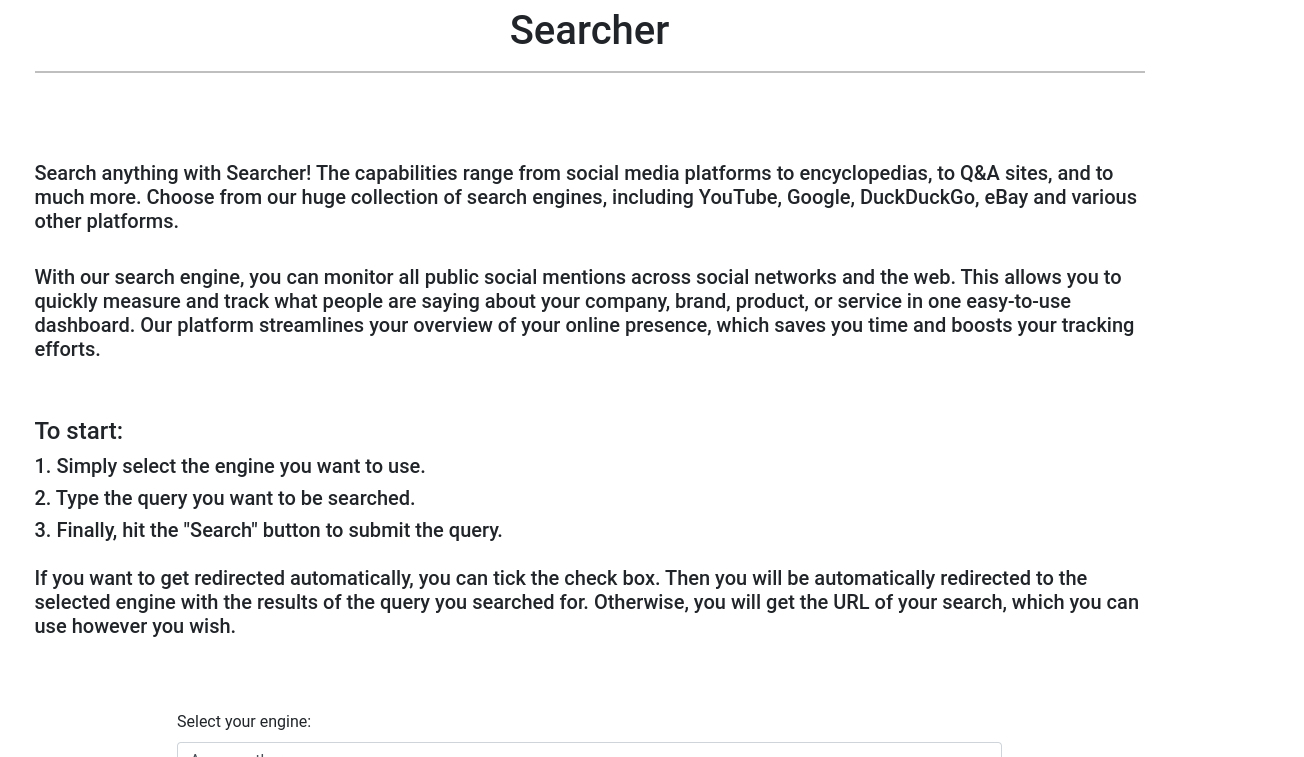 Searcher
Search anything with Searcher! The capabilities range from social media platforms to encyclopedias, to Q&A sites, and to
much more. Choose from our huge collection of search engines, including YouTube, Google, DuckDuckGo, eBay and various
other platforms.
With our search engine, you can monitor all public social mentions across social networks and the web. This allows you to
quickly measure and track what people are saying about your company, brand, product, or service in one easy-to-use
dashboard. Our platform streamlines your overview of your online presence, which saves you time and boosts your tracking
efforts.
To start:
1. Simply select the engine you want to use.
2. Type the query you want to be searched.
3. Finally, hit the "Search" button to submit the query.
If you want to get redirected automatically, you can tick the check box. Then you will be automatically redirected to the
selected engine with the results of the query you searched for. Otherwise, you will get the URL of your search, which you can
use however you wish.
Select your engine: